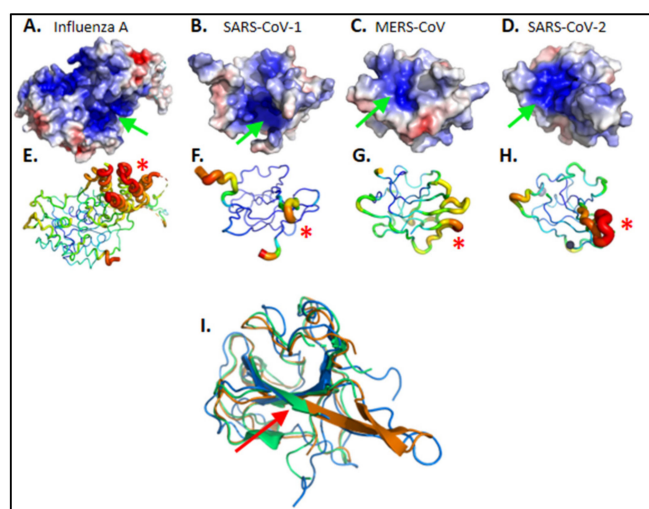 A. Influenza A B. SARS-CoV-1 C. MERS-CoV D. SARS-CoV-2
E. * F. * G. * H. *
I.